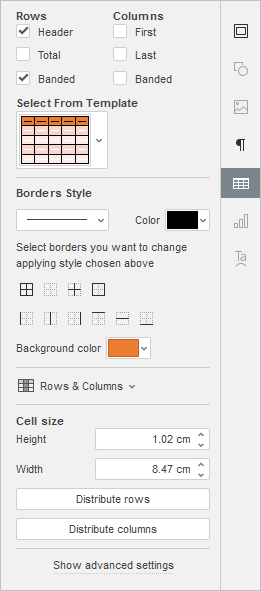 Rows Columns
Header First
Total Last
Banded Banded
Select From Template
Borders Style
Color
Select borders you want to change
applying style chosen above
Background color
Rows & Columns
Cell size
Height 1.02 cm
Width 8.47 cm
Distribute rows
Distribute columns
Show advanced settings
¶
Ta